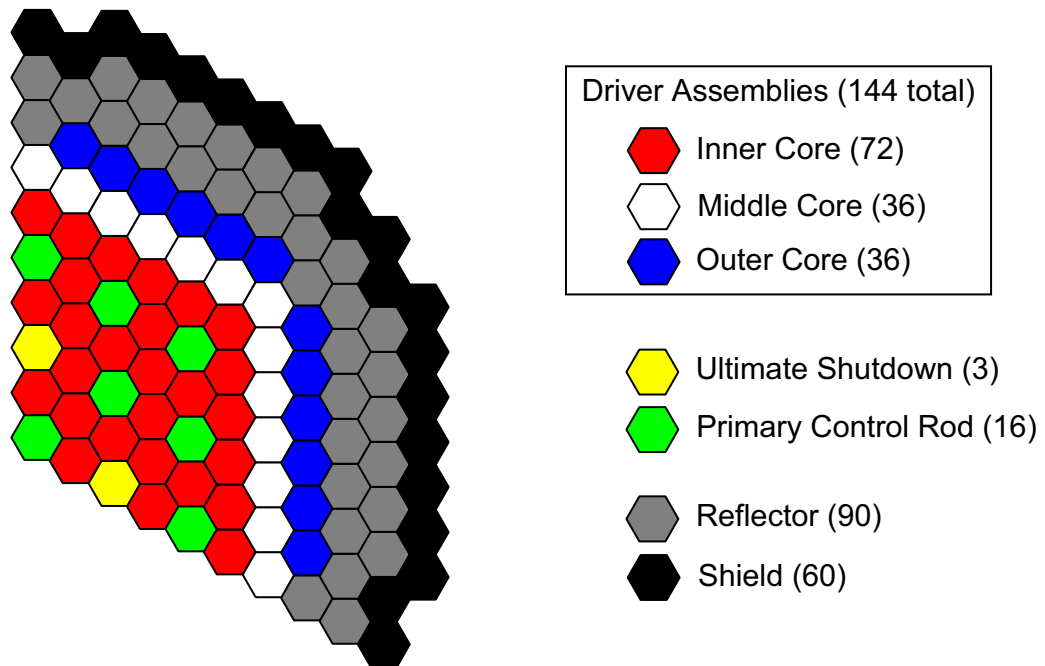 Driver Assemblies (144 total)
Inner Core (72)
Middle Core (36)
Outer Core (36)
Ultimate Shutdown (3)
Primary Control Rod (16)
Reflector (90)
Shield (60)